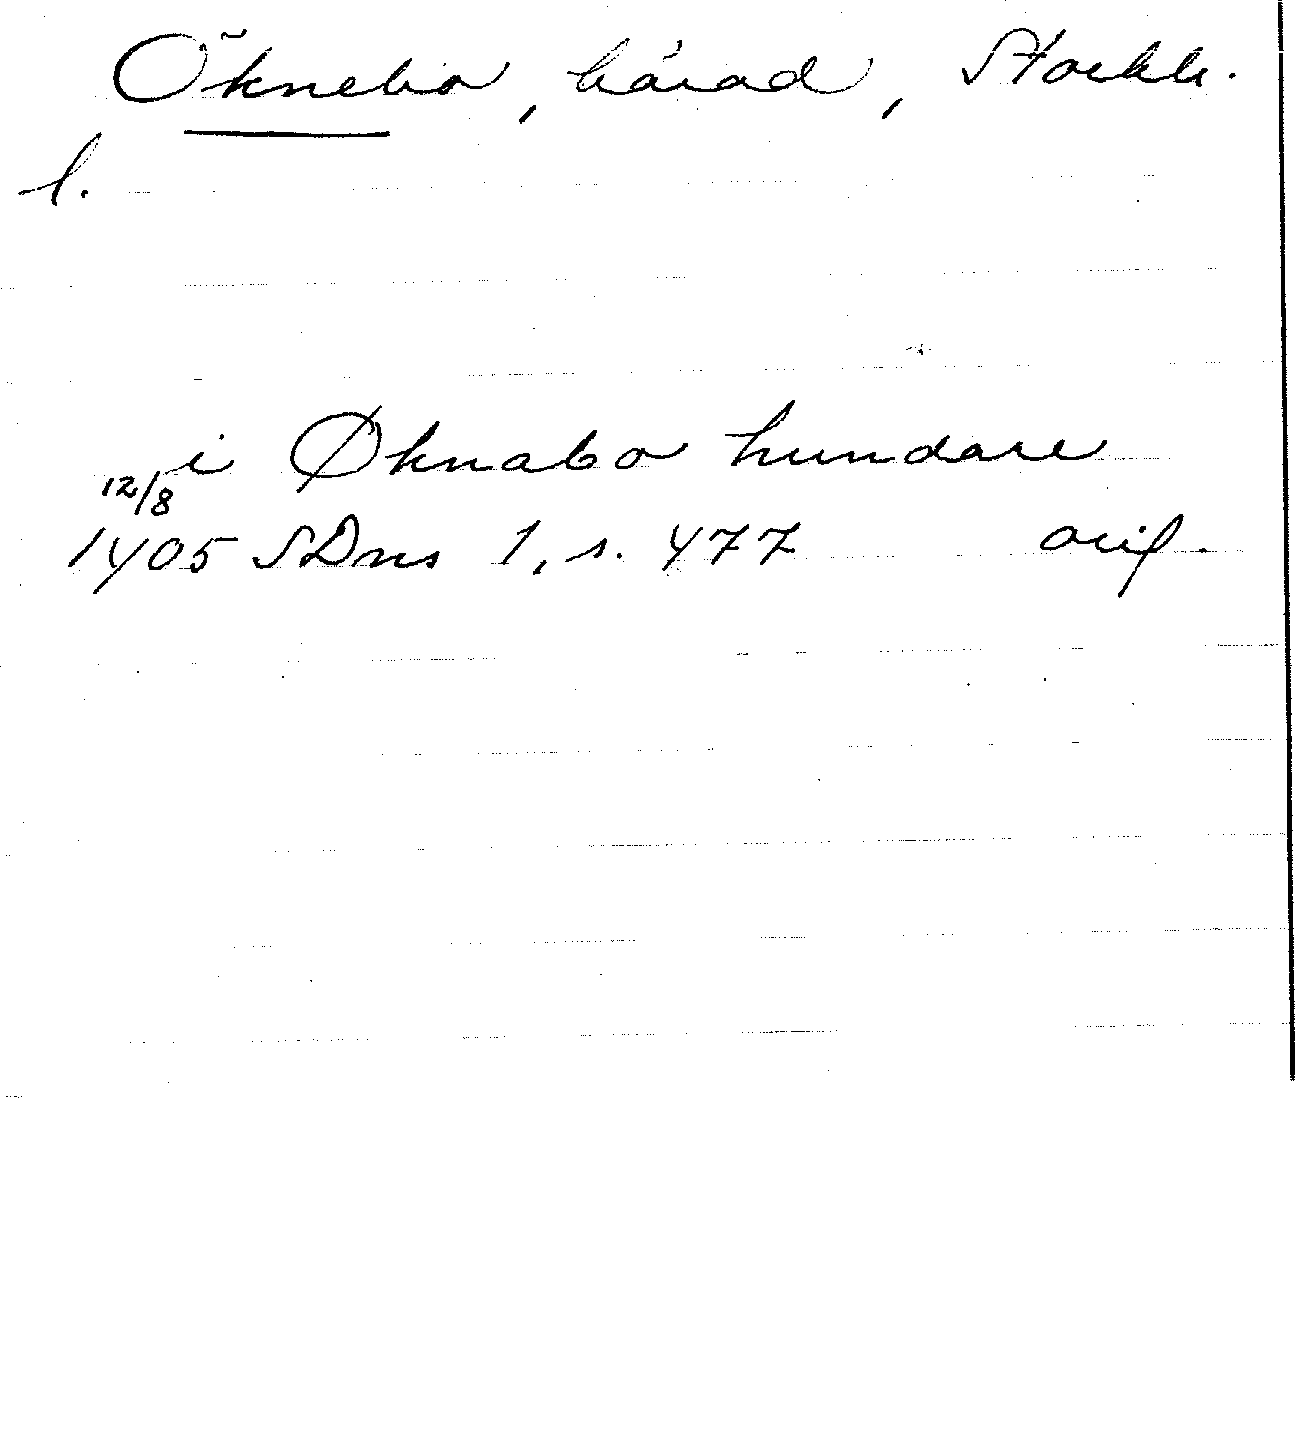 Öknebo, härad, Stockh.
l.
i Øknabo hundare
12/8
1405 SDns 1, s. 477 orig.